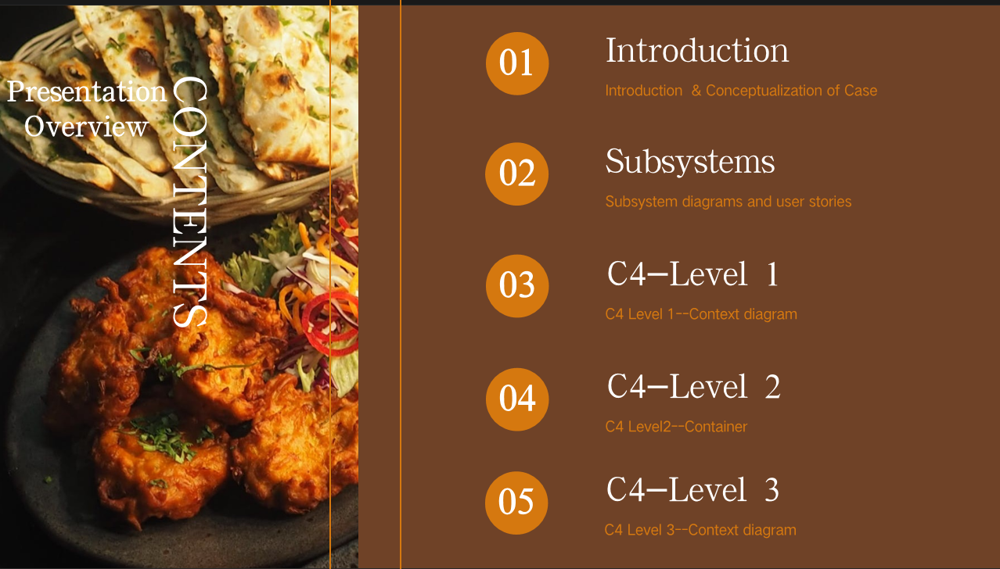 Presentation
Overview
CONTENTS
01
Introduction
Introduction & Conceptualization of Case
02
Subsystems
Subsystem diagrams and user stories
03
C4—Level 1
C4 Level 1--Context diagram
04
C4—Level 2
C4 Level2--Container
05
C4—Level 3
C4 Level 3--Context diagram